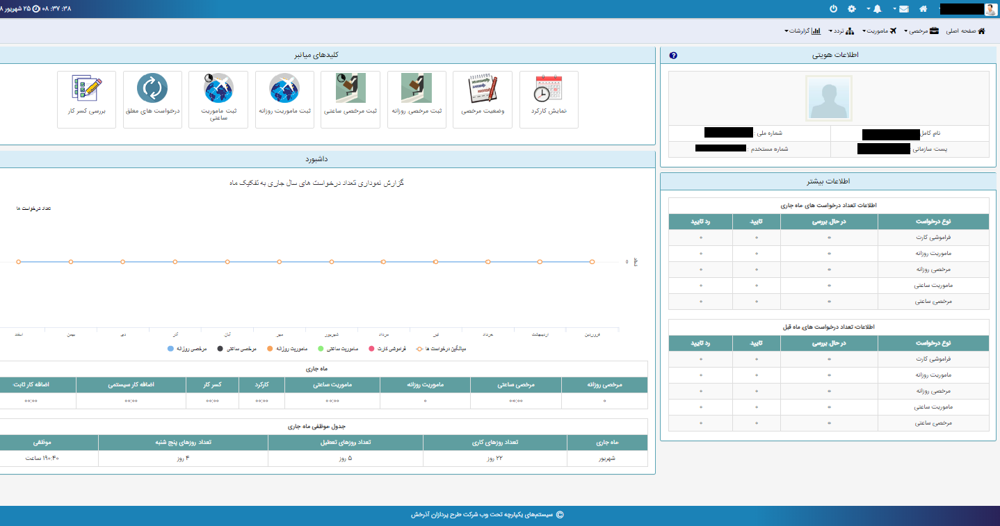 ۰۸ :۳۷ :۳۸ ۲۵ شهریور
صفحه اصلی مرخصی ماموریت تردد گزارشات
اطلاعات هویتی
نام کامل
شماره ملی :
پست سازمانی :
شماره مستخدم :
اطلاعات بیشتر
اطلاعات تعداد درخواست های ماه جاری
نوع درخواست در حال بررسی تایید رد تایید
فراموشی کارت ۰ ۰ ۰
ماموریت روزانه ۰ ۰ ۰
مرخصی روزانه ۰ ۰ ۰
ماموریت ساعتی ۰ ۰ ۰
مرخصی ساعتی ۰ ۰ ۰
اطلاعات تعداد درخواست های ماه قبل
نوع درخواست در حال بررسی تایید رد تایید
فراموشی کارت ۰ ۰ ۰
ماموریت روزانه ۰ ۰ ۰
مرخصی روزانه ۰ ۰ ۰
ماموریت ساعتی ۰ ۰ ۰
مرخصی ساعتی ۰ ۰ ۰
کلیدهای میانبر
نمایش کارکرد
وضعیت مرخصی
ثبت مرخصی روزانه
ثبت مرخصی ساعتی
ثبت ماموریت روزانه
ثبت ماموریت
ساعتی
درخواست های معلق
بررسی کسر کار
داشبورد
گزارش نموداری تعداد درخواست های سال جاری به تفکیک ماه
تعداد درخواست ها
۰
تعداد
فروردین اردیبهشت خرداد تیر مرداد شهریور مهر آبان آذر دی بهمن اسفند
میانگین درخواست ها فراموشی کارت ماموریت ساعتی ماموریت روزانه مرخصی ساعتی مرخصی روزانه
ماه جاری
مرخصی روزانه مرخصی ساعتی ماموریت روزانه ماموریت ساعتی کارکرد کسر کار اضافه کار سیستمی اضافه کار ثابت
۰ ۰۰:۰۰ ۰ ۰۰:۰۰ ۰۰:۰۰ ۰۰:۰۰ ۰۰:۰۰ ۰۰:۰۰
جدول موظفی ماه جاری
ماه جاری تعداد روزهای کاری تعداد روزهای تعطیل تعداد روزهای پنج شنبه موظفی
شهریور ۲۲ روز ۵ روز ۴ روز ۱۹۰:۴۰ ساعت
© سیستم‌های یکپارچه تحت وب شرکت طرح پردازان آذرخش